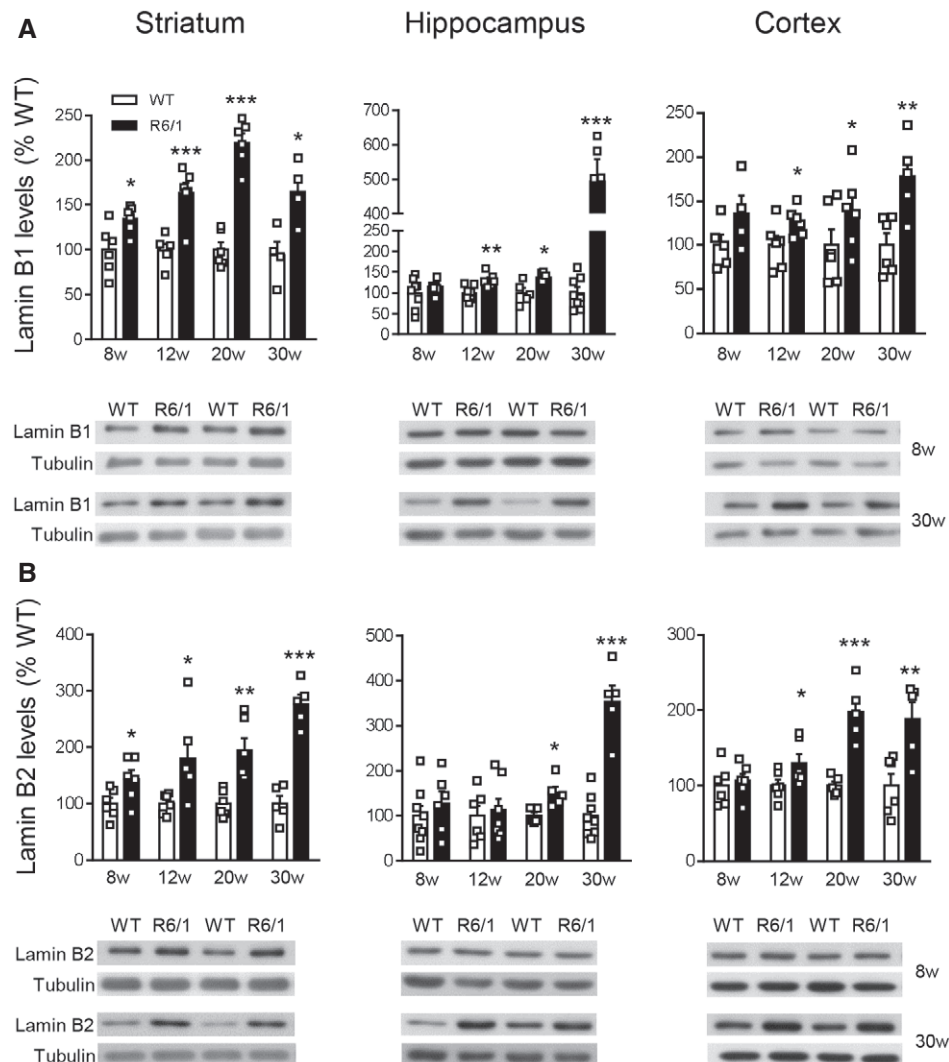 A
Striatum Hippocampus Cortex
Lamin B1 levels (% WT)
WT
R6/1
250
200
150
100
50
0
* *** *** *
8w 12w 20w 30w
700
600
500
400
250
200
150
100
50
0
** * ***
8w 12w 20w 30w
250
200
150
100
50
0
* * **
8w 12w 20w 30w
WT R6/1 WT R6/1 WT R6/1 WT R6/1 WT R6/1 WT R6/1
Lamin B1
8w
Tubulin
Lamin B1
30w
Tubulin
B
Lamin B2 levels (% WT)
400
300
200
100
0
* * ** ***
8w 12w 20w 30w
500
400
300
200
100
0
* ***
8w 12w 20w 30w
300
200
100
0
* *** **
8w 12w 20w 30w
WT R6/1 WT R6/1 WT R6/1 WT R6/1 WT R6/1 WT R6/1
Lamin B2
8w
Tubulin
Lamin B2
30w
Tubulin